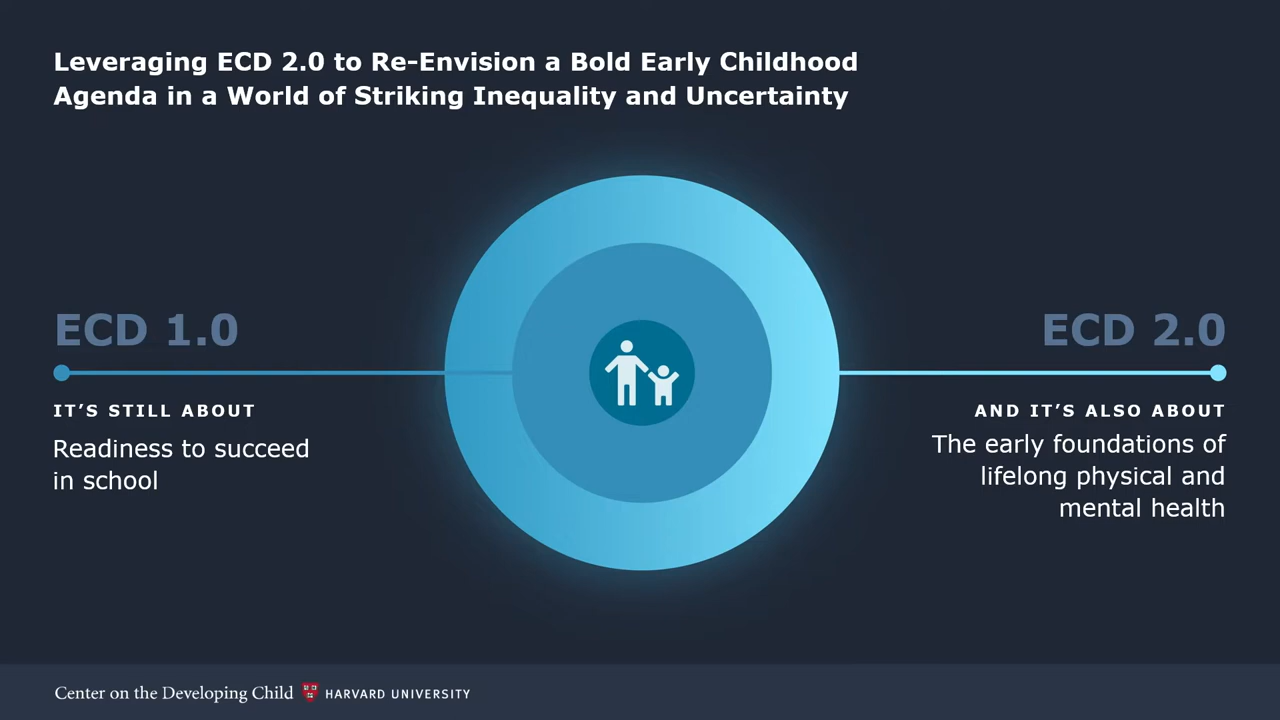 Leveraging ECD 2.0 to Re-Envision a Bold Early Childhood
Agenda in a World of Striking Inequality and Uncertainty
ECD 1.0
IT’S STILL ABOUT
Readiness to succeed
in school
ECD 2.0
AND IT’S ALSO ABOUT
The early foundations of
lifelong physical and
mental health
Center on the Developing Child HARVARD UNIVERSITY